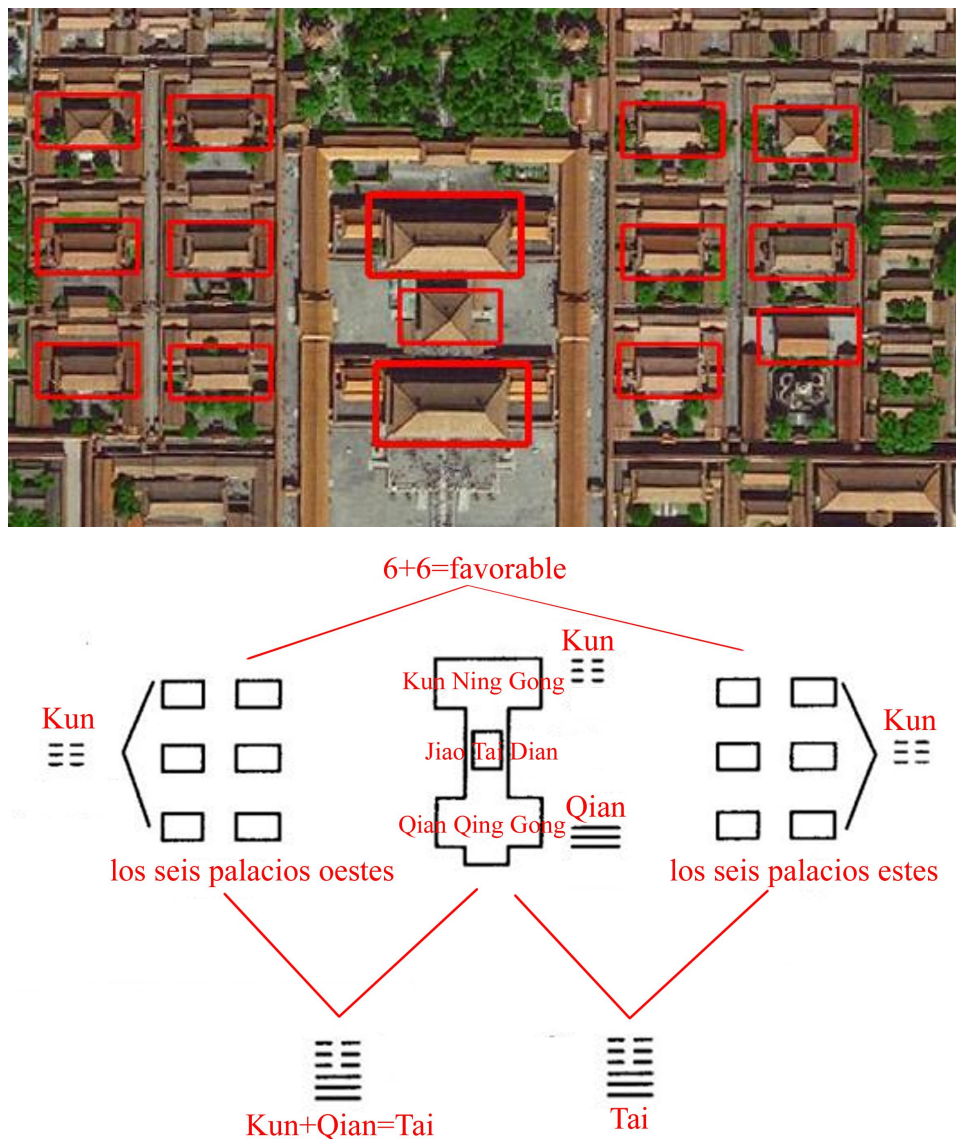 6+6=favorable
Kun
Kun Ning Gong
Kun
Kun
Jiao Tai Dian
Qian
Qian Qing Gong
los seis palacios oestes
los seis palacios estes
Kun+Qian=Tai
Tai